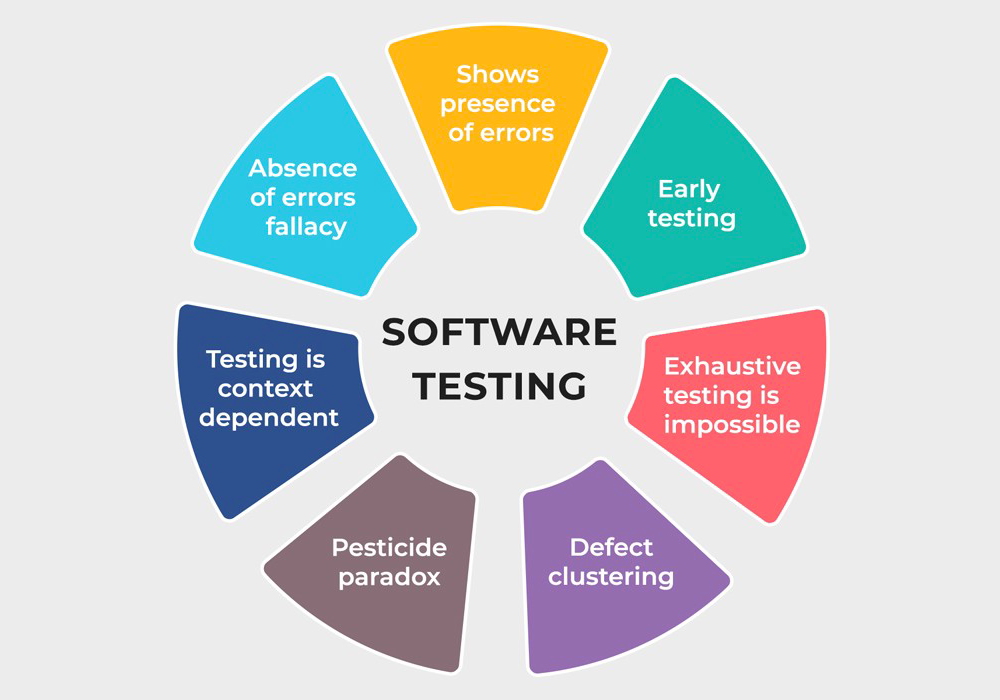 Shows
presence
of errors
Early
testing
Exhaustive
testing is
impossible
Defect
clustering
Pesticide
paradox
Testing is
context
dependent
Absence
of errors
fallacy
SOFTWARE
TESTING